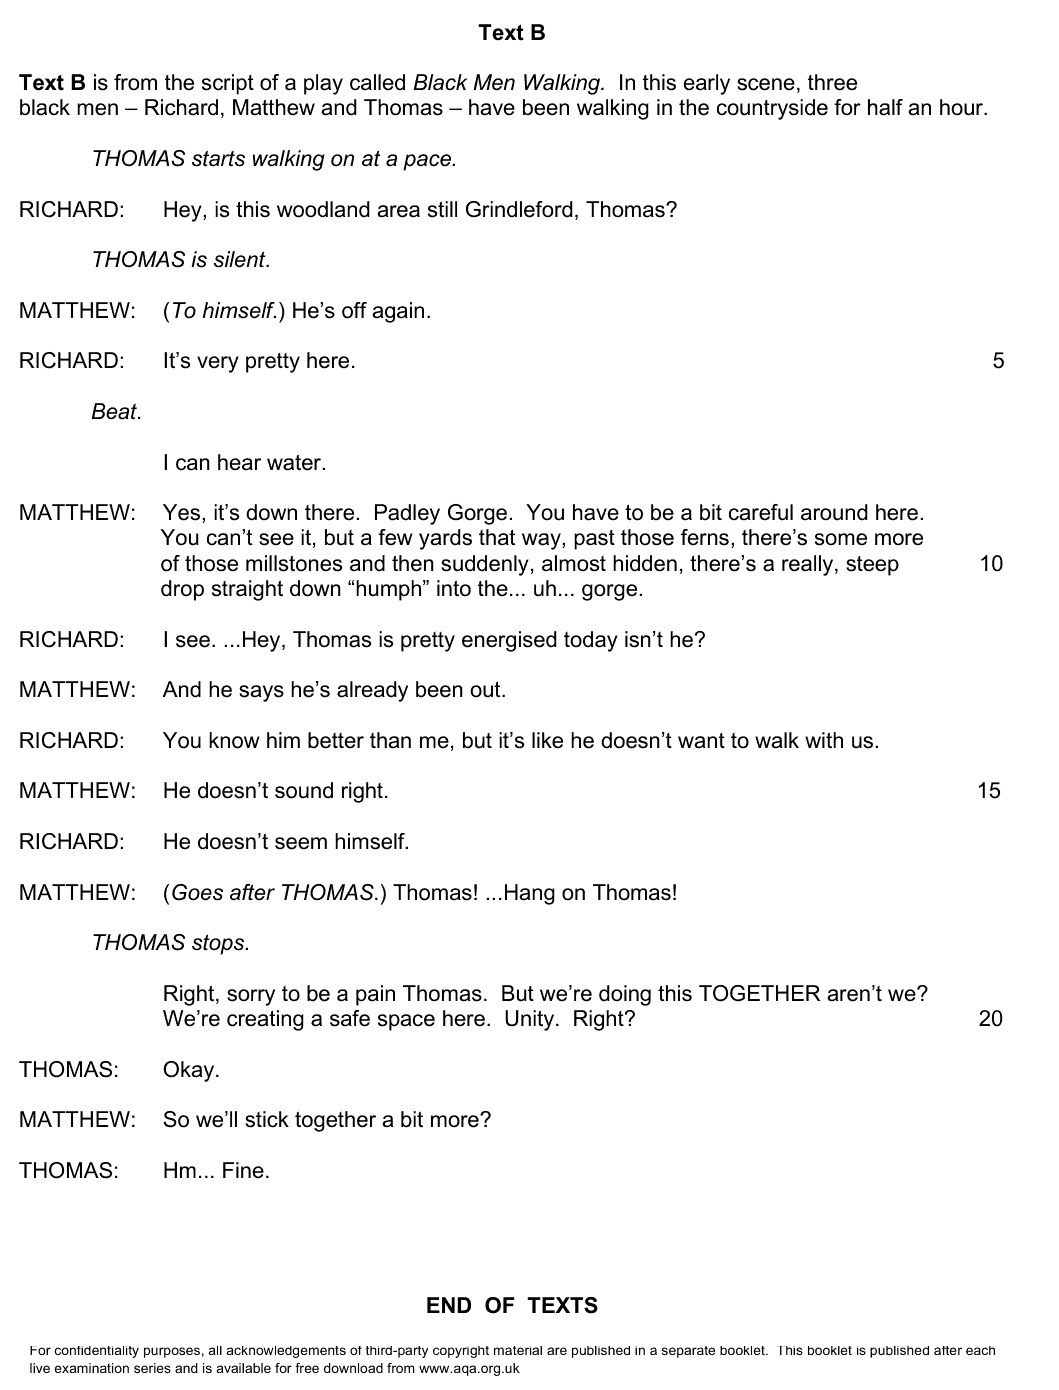 Text B
Text B is from the script of a play called Black Men Walking. In this early scene, three
black men – Richard, Matthew and Thomas – have been walking in the countryside for half an hour.
THOMAS starts walking on at a pace.
RICHARD: Hey, is this woodland area still Grindleford, Thomas?
THOMAS is silent.
MATTHEW: (To himself.) He’s off again.
RICHARD: It’s very pretty here. 5
Beat.
I can hear water.
MATTHEW: Yes, it’s down there. Padley Gorge. You have to be a bit careful around here.
You can’t see it, but a few yards that way, past those ferns, there’s some more
of those millstones and then suddenly, almost hidden, there’s a really, steep 10
drop straight down “humph” into the... uh... gorge.
RICHARD: I see. ...Hey, Thomas is pretty energised today isn’t he?
MATTHEW: And he says he’s already been out.
RICHARD: You know him better than me, but it’s like he doesn’t want to walk with us.
MATTHEW: He doesn’t sound right. 15
RICHARD: He doesn’t seem himself.
MATTHEW: (Goes after THOMAS.) Thomas! ...Hang on Thomas!
THOMAS stops.
Right, sorry to be a pain Thomas. But we’re doing this TOGETHER aren’t we?
We’re creating a safe space here. Unity. Right? 20
THOMAS: Okay.
MATTHEW: So we’ll stick together a bit more?
THOMAS: Hm... Fine.
END OF TEXTS
For confidentiality purposes, all acknowledgements of third-party copyright material are published in a separate booklet. This booklet is published after each
live examination series and is available for free download from www.aqa.org.uk